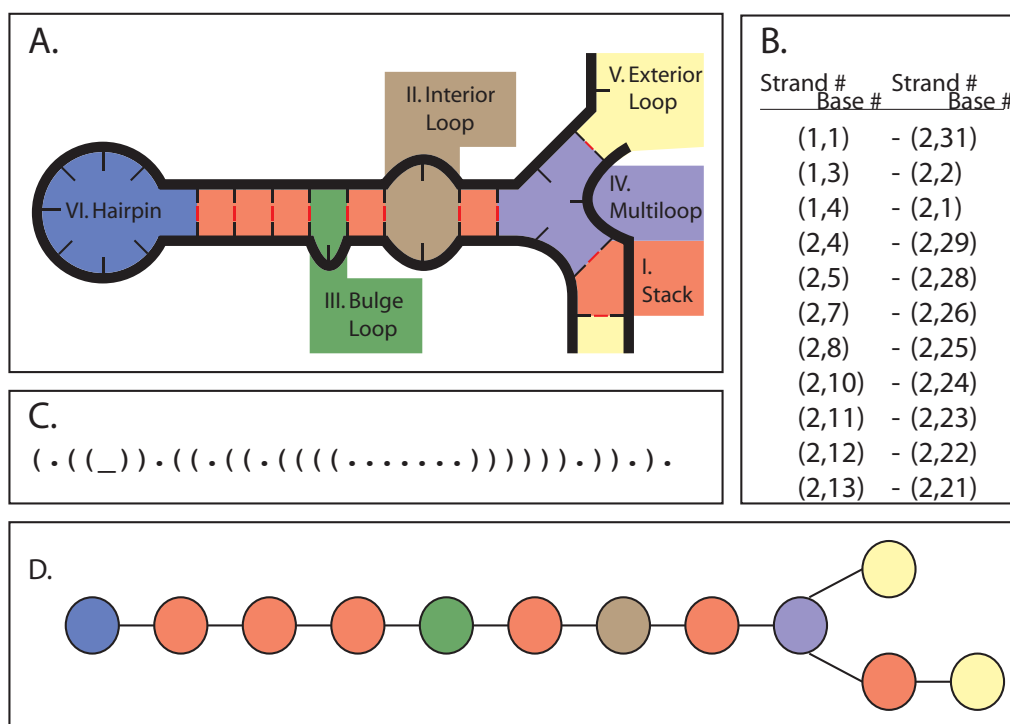 A.
V. Exterior
Loop
II. Interior
Loop
VI. Hairpin
IV.
Multiloop
I.
Stack
III. Bulge
Loop
B.
Strand # Strand #
Base # Base #
(1,1) - (2,31)
(1,3) - (2,2)
(1,4) - (2,1)
(2,4) - (2,29)
(2,5) - (2,28)
(2,7) - (2,26)
(2,8) - (2,25)
(2,10) - (2,24)
(2,11) - (2,23)
(2,12) - (2,22)
(2,13) - (2,21)
C.
(.((_)).((.((.((((.......)))))).)).).
D.